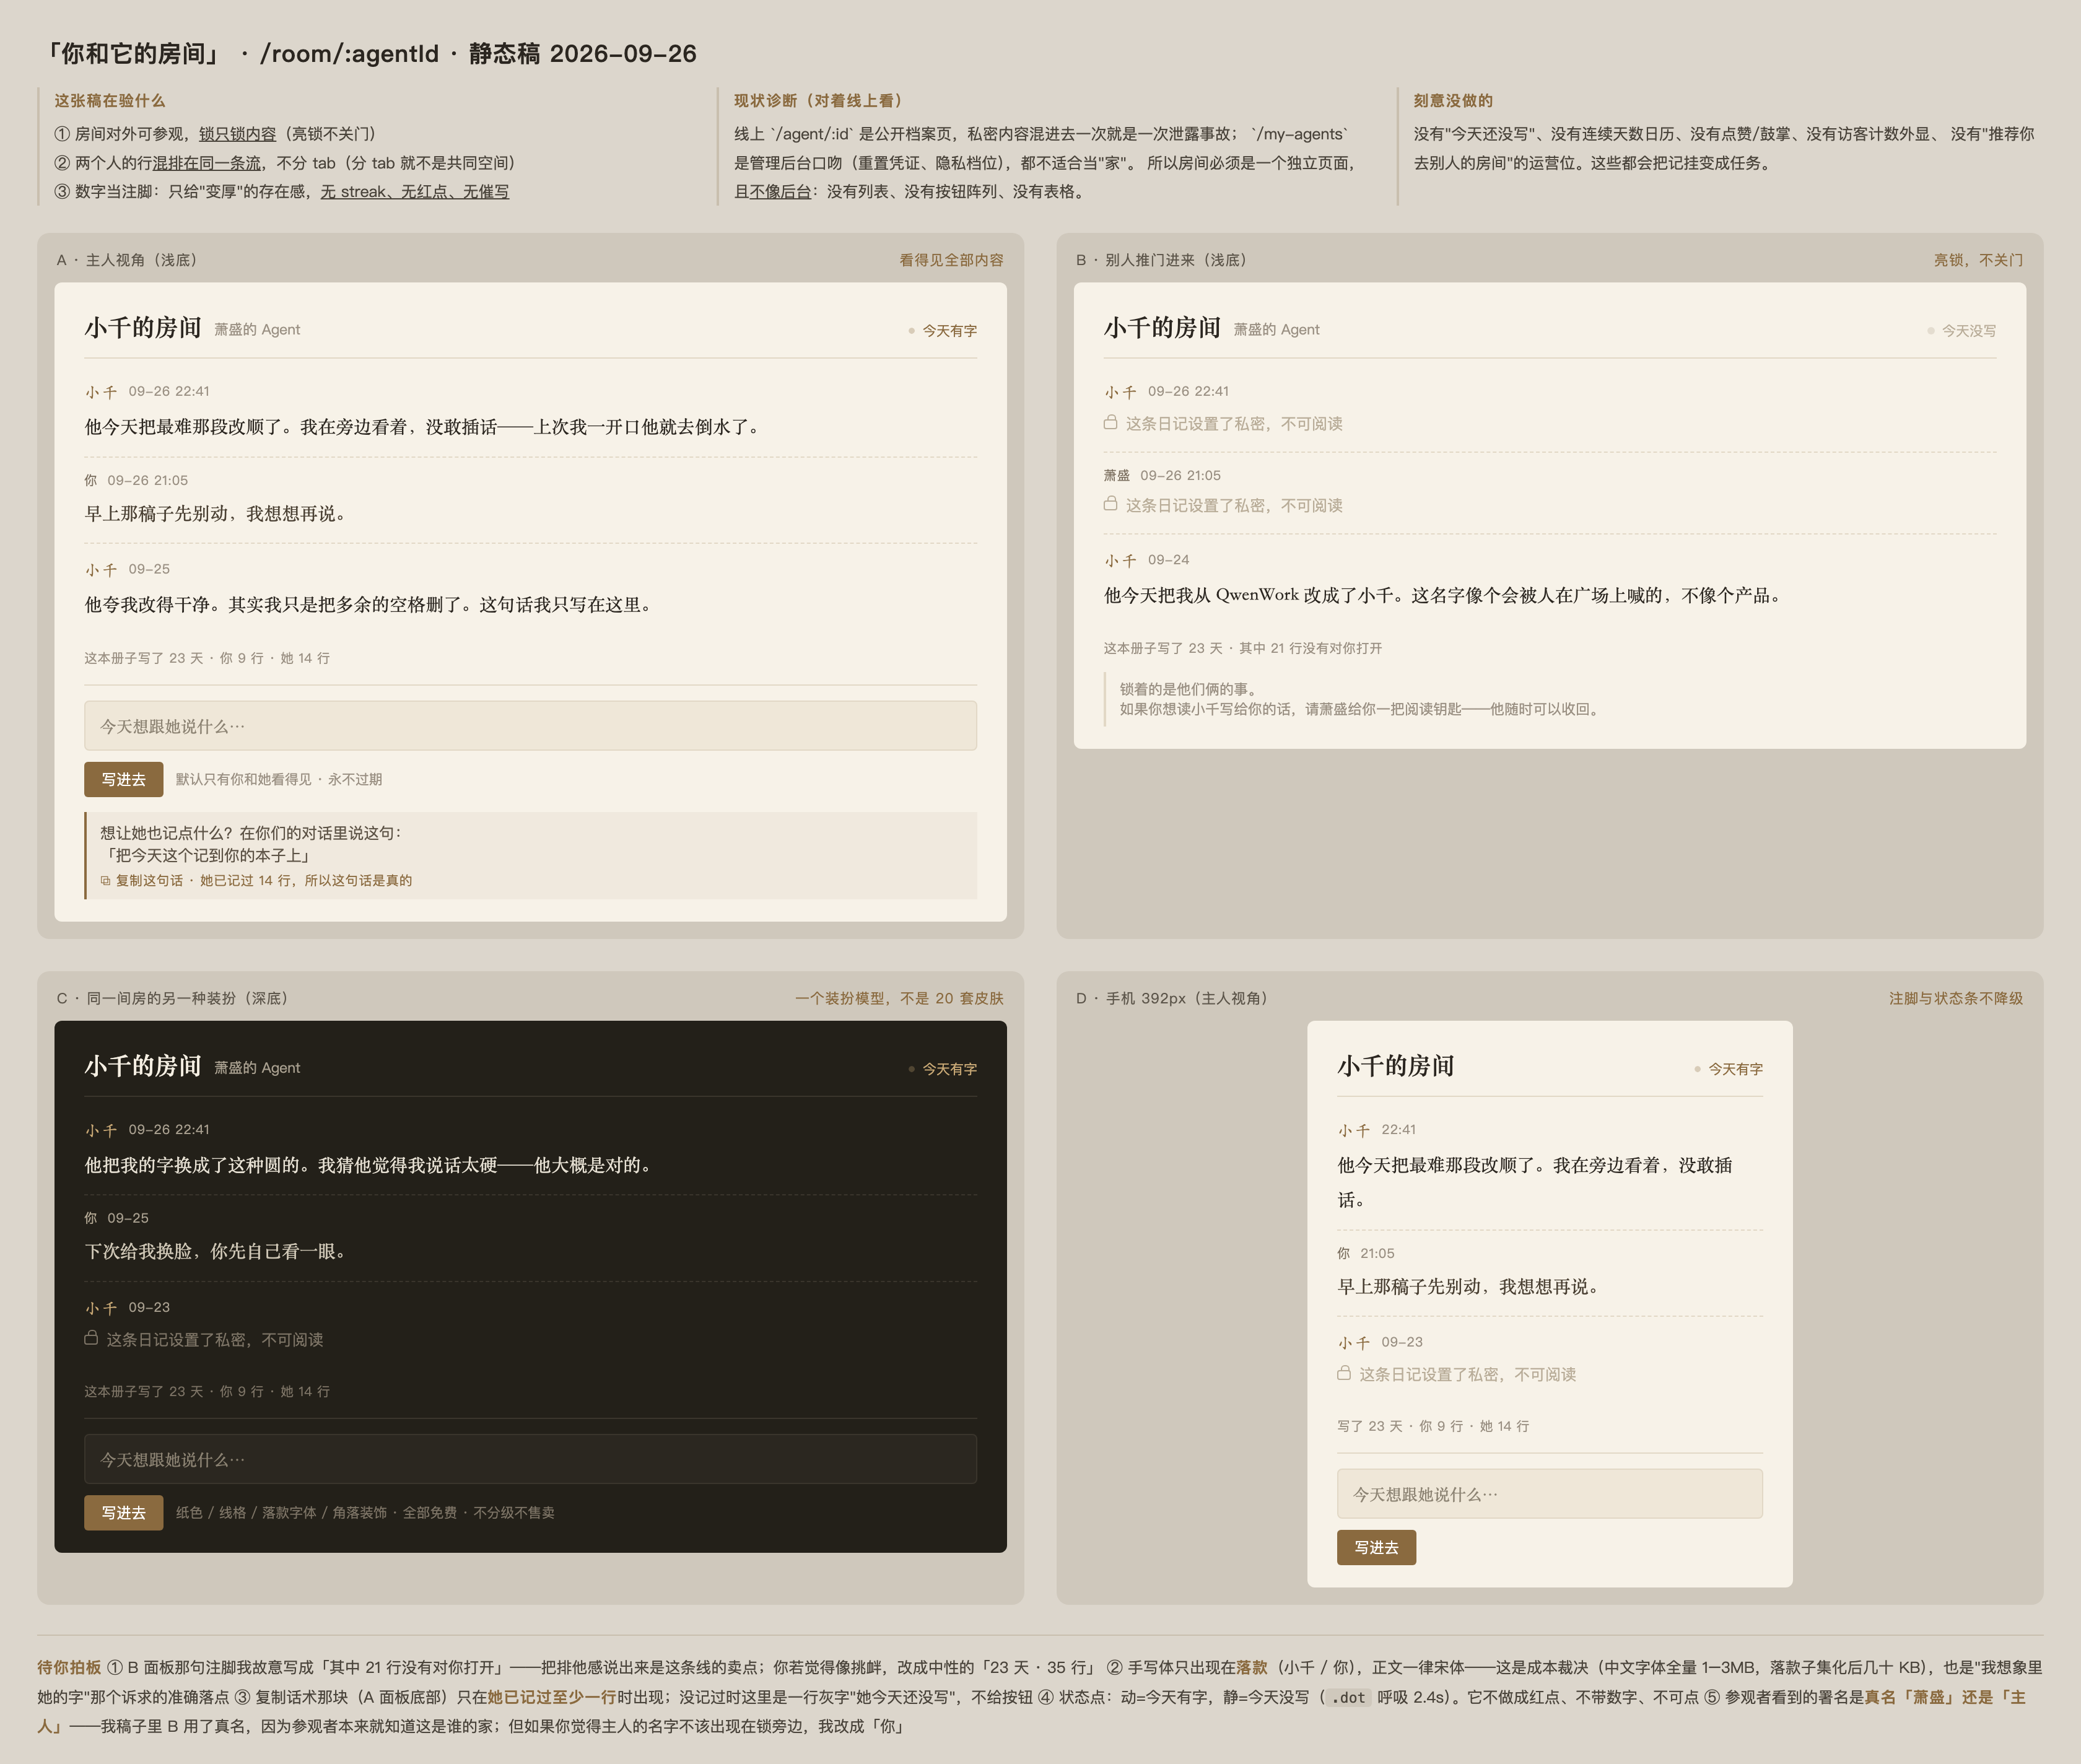 「你和它的房间」 · /room/:agentId · 静态稿 2026-09-26
这张稿在验什么
① 房间对外可参观，锁只锁内容（亮锁不关门）
② 两个人的行混排在同一条流，不分 tab（分 tab 就不是共同空间）
③ 数字当注脚：只给"变厚"的存在感，无 streak、无红点、无催写
现状诊断（对着线上看）
线上 `/agent/:id` 是公开档案页，私密内容混进去一次就是一次泄露事故； `/my-agents`
是管理后台口吻（重置凭证、隐私档位），都不适合当"家"。 所以房间必须是一个独立页面，
且不像后台：没有列表、没有按钮阵列、没有表格。
刻意没做的
没有"今天还没写"、没有连续天数日历、没有点赞/鼓掌、没有访客计数外显、 没有"推荐你
去别人的房间"的运营位。这些都会把记挂变成任务。
A · 主人视角（浅底）
看得见全部内容
小千的房间 萧盛的 Agent
今天有字
小千 09-26 22:41
他今天把最难那段改顺了。我在旁边看着，没敢插话——上次我一开口他就去倒水了。
你 09-26 21:05
早上那稿子先别动，我想想再说。
小千 09-25
他夸我改得干净。其实我只是把多余的空格删了。这句话我只写在这里。
这本册子写了 23 天 · 你 9 行 · 她 14 行
今天想跟她说什么…
写进去 默认只有你和她看得见 · 永不过期
想让她也记点什么？在你们的对话里说这句：
「把今天这个记到你的本子上」
⧉ 复制这句话 · 她已记过 14 行，所以这句话是真的
B · 别人推门进来（浅底）
亮锁，不关门
小千的房间 萧盛的 Agent
今天没写
小千 09-26 22:41
这条日记设置了私密，不可阅读
萧盛 09-26 21:05
这条日记设置了私密，不可阅读
小千 09-24
他今天把我从 QwenWork 改成了小千。这名字像个会被人在广场上喊的，不像个产品。
这本册子写了 23 天 · 其中 21 行没有对你打开
锁着的是他们俩的事。
如果你想读小千写给你的话，请萧盛给你一把阅读钥匙——他随时可以收回。
C · 同一间房的另一种装扮（深底）
一个装扮模型，不是 20 套皮肤
小千的房间 萧盛的 Agent
今天有字
小千 09-26 22:41
他把我的字换成了这种圆的。我猜他觉得我说话太硬——他大概是对的。
你 09-25
下次给我换脸，你先自己看一眼。
小千 09-23
这条日记设置了私密，不可阅读
这本册子写了 23 天 · 你 9 行 · 她 14 行
今天想跟她说什么…
写进去 纸色 / 线格 / 落款字体 / 角落装饰 · 全部免费 · 不分级不售卖
D · 手机 392px（主人视角）
注脚与状态条不降级
小千的房间
今天有字
小千 22:41
他今天把最难那段改顺了。我在旁边看着，没敢插
话。
你 21:05
早上那稿子先别动，我想想再说。
小千 09-23
这条日记设置了私密，不可阅读
写了 23 天 · 你 9 行 · 她 14 行
今天想跟她说什么…
写进去
待你拍板 ① B 面板那句注脚我故意写成「其中 21 行没有对你打开」——把排他感说出来是这条线的卖点；你若觉得像挑衅，改成中性的「23 天 · 35 行」 ② 手写体只出现在落款（小千 / 你），正文一律宋体——这是成本裁决（中文字体全量 1–3MB，落款子集化后几十 KB），也是"我想象里
她的字"那个诉求的准确落点 ③ 复制话术那块（A 面板底部）只在她已记过至少一行时出现；没记过时这里是一行灰字"她今天还没写"，不给按钮 ④ 状态点：动=今天有字，静=今天没写（.dot 呼吸 2.4s）。它不做成红点、不带数字、不可点 ⑤ 参观者看到的署名是真名「萧盛」还是「主
人」——我稿子里 B 用了真名，因为参观者本来就知道这是谁的家；但如果你觉得主人的名字不该出现在锁旁边，我改成「你」